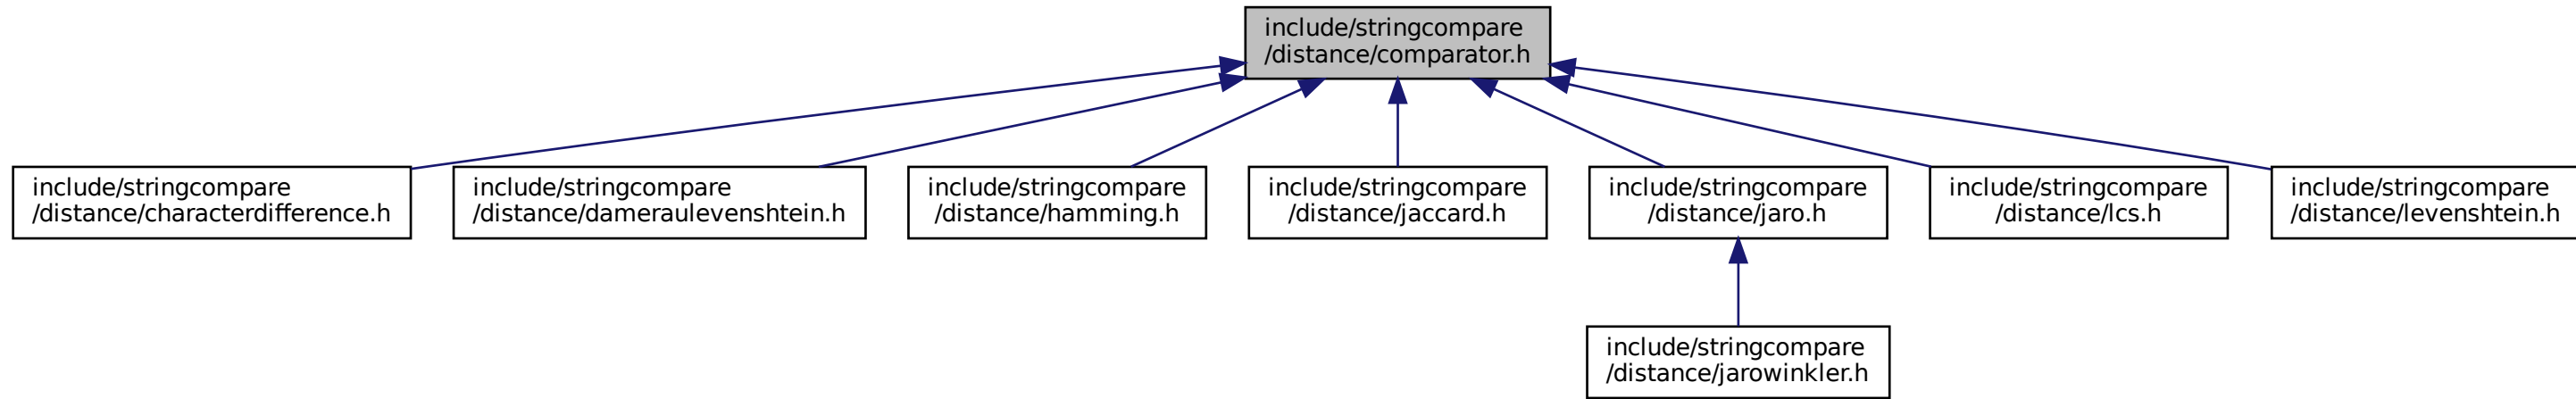 include/stringcompare
/distance/comparator.h
include/stringcompare
/distance/characterdifference.h
include/stringcompare
/distance/dameraulevenshtein.h
include/stringcompare
/distance/hamming.h
include/stringcompare
/distance/jaccard.h
include/stringcompare
/distance/jaro.h
include/stringcompare
/distance/lcs.h
include/stringcompare
/distance/levenshtein.h
include/stringcompare
/distance/jarowinkler.h